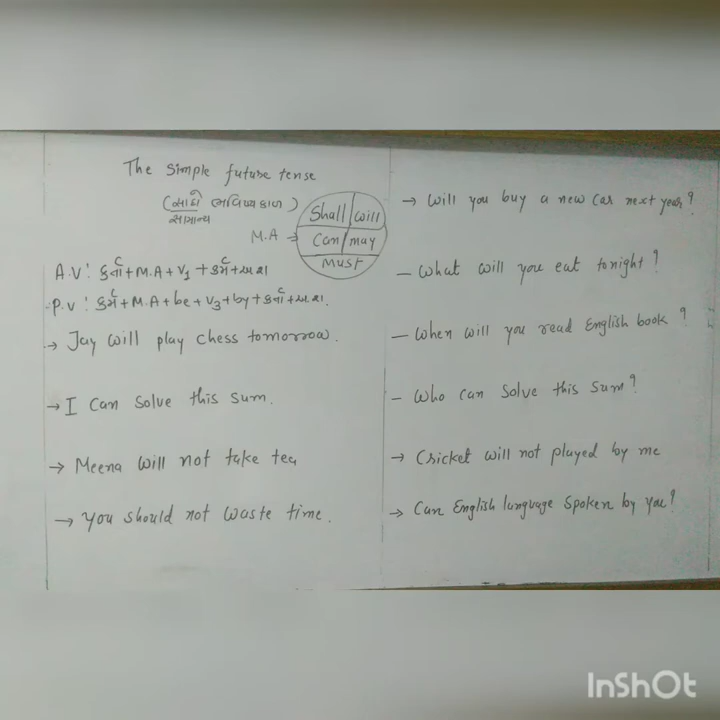 The simple future tense
(સાદો ભવિષ્યકાળ)
સામાન્ય
M.A → Shall will
Can may
Must
A.V: કર્તા + M.A + V1 + કર્મ + અ.શ
P.V: કર્મ + M.A + be + V3 + by + કર્તા + અ.શ.
→ Jay will play chess tomorrow.
→ I can solve this sum.
→ Meena will not take tea
→ You should not waste time.
→ Will you buy a new car next year?
– What will you eat tonight?
– When will you read English book?
– Who can solve this sum?
→ Cricket will not played by me
→ Can English language spoken by you?
InShOt